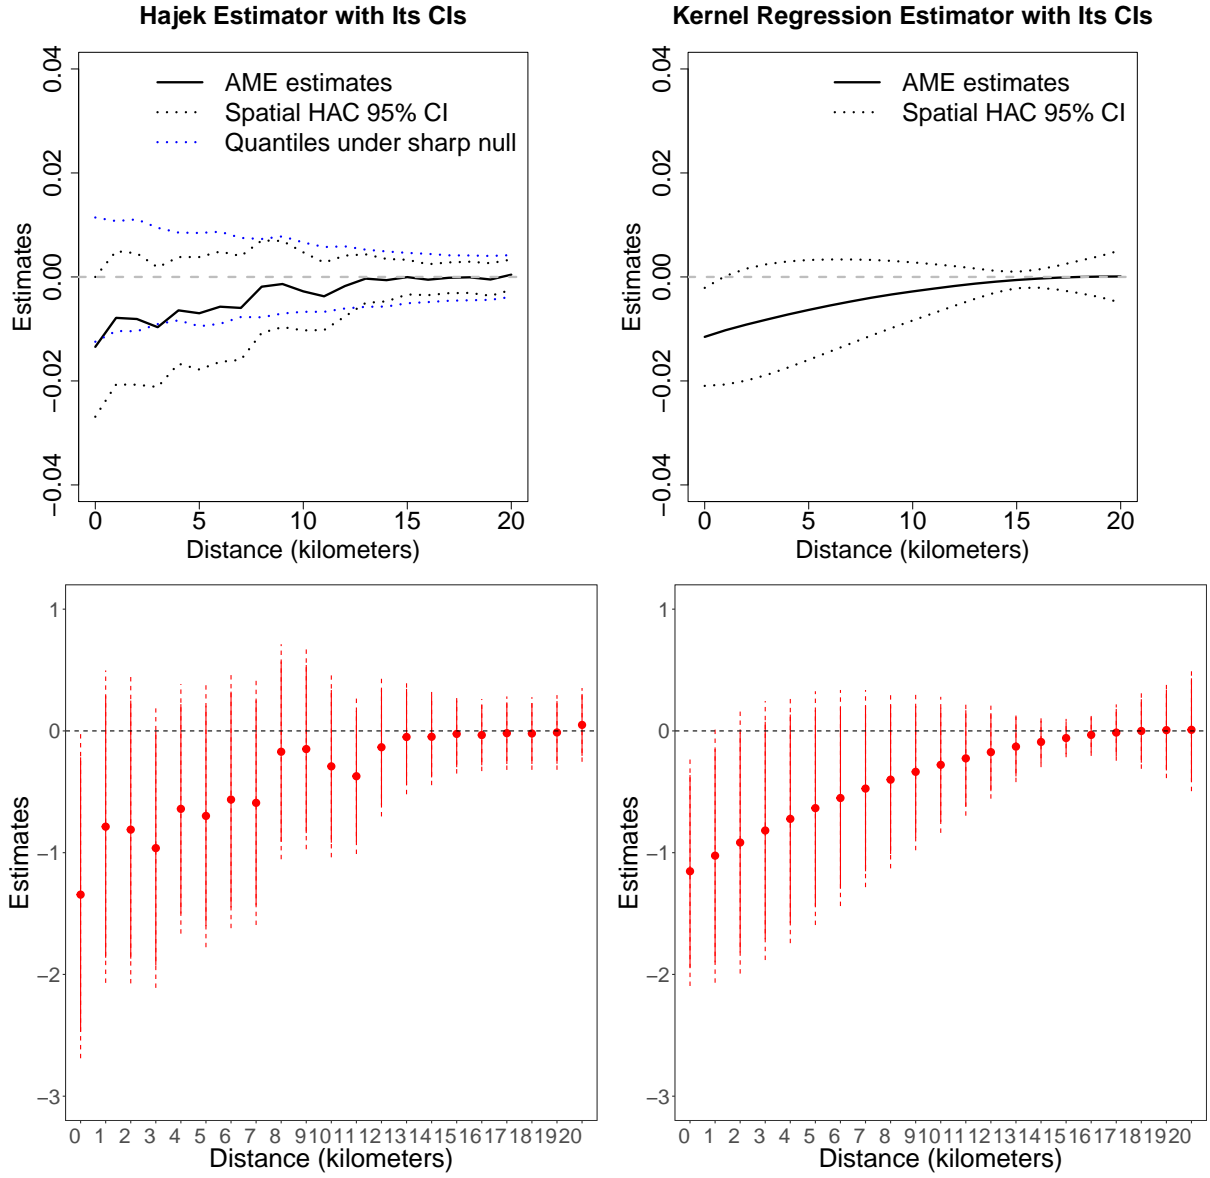 Hajek Estimator with Its CIs
AME estimates
Spatial HAC 95% CI
Quantiles under sharp null
Estimates
0.04
0.02
0.00
−0.02
−0.04
0 5 10 15 20
Distance (kilometers)
Kernel Regression Estimator with Its CIs
AME estimates
Spatial HAC 95% CI
Estimates
0.04
0.02
0.00
−0.02
−0.04
0 5 10 15 20
Distance (kilometers)
Estimates
1
0
−1
−2
−3
0 1 2 3 4 5 6 7 8 9 10 11 12 13 14 15 16 17 18 19 20
Distance (kilometers)
Estimates
1
0
−1
−2
−3
0 1 2 3 4 5 6 7 8 9 10 11 12 13 14 15 16 17 18 19 20
Distance (kilometers)